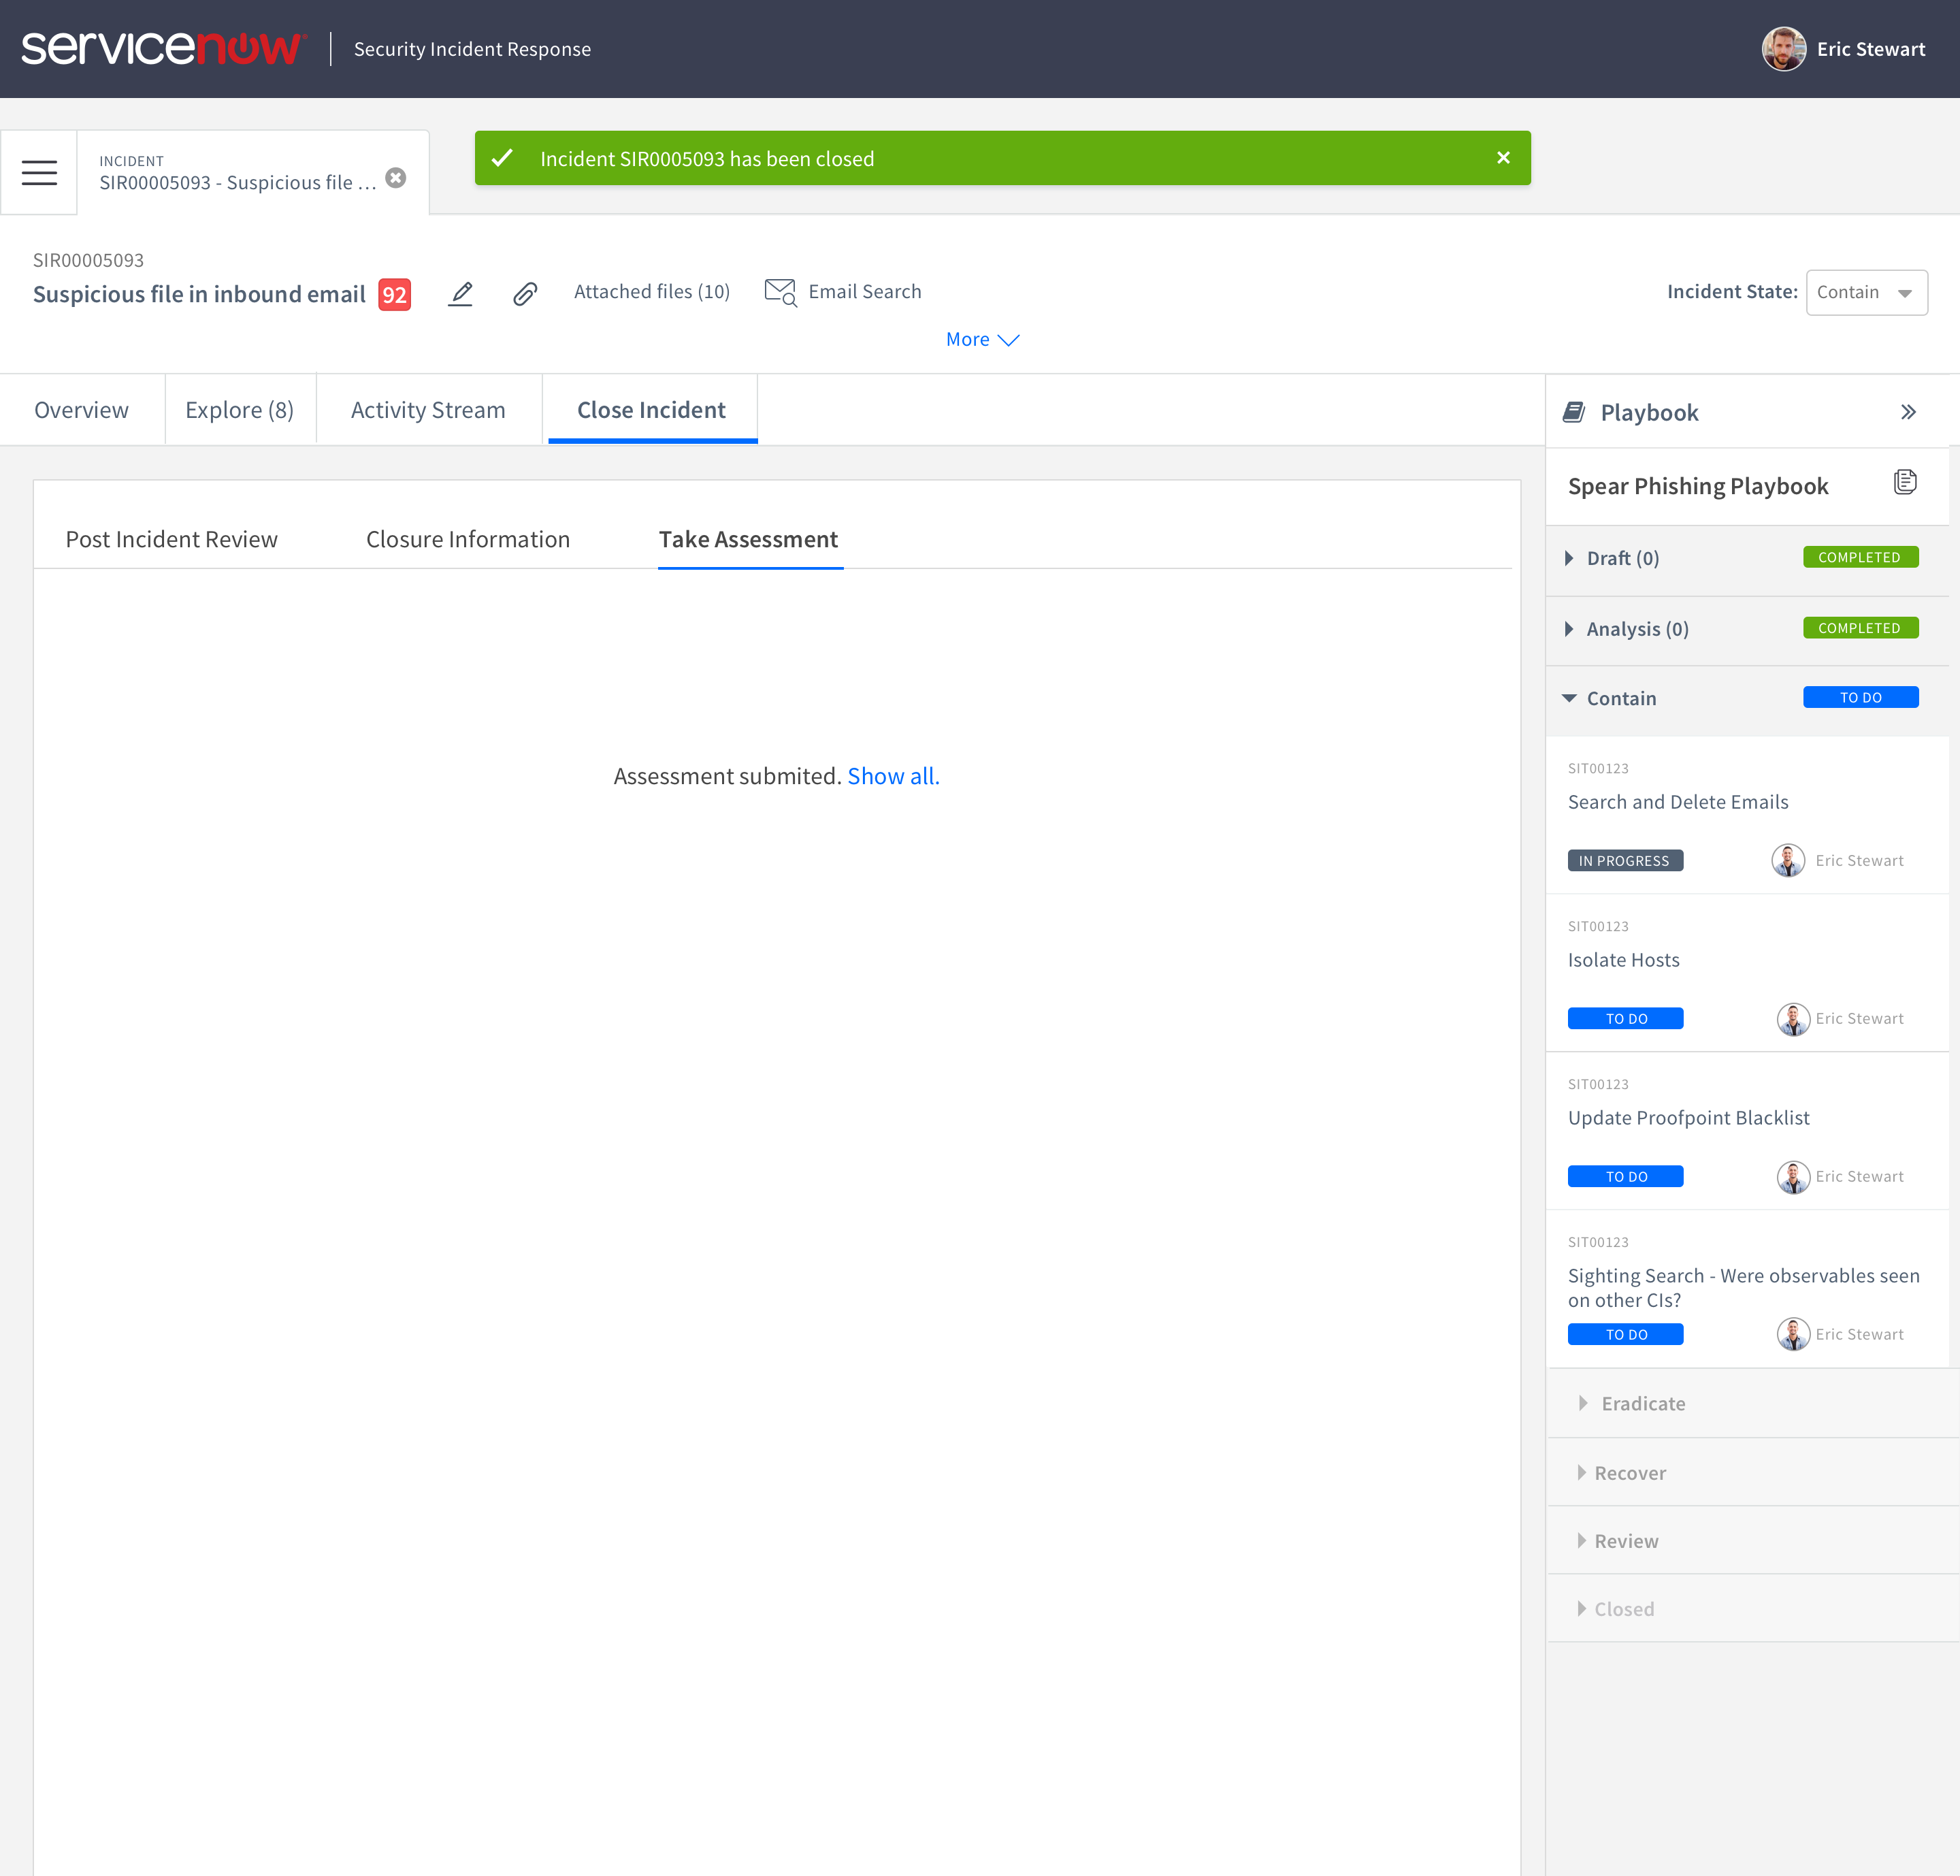 servicenow
Security Incident Response
Eric Stewart
INCIDENT
SIR00005093 - Suspicious file ...
Incident SIR0005093 has been closed
SIR00005093
Suspicious file in inbound email 92
Attached files (10)
Email Search
Incident State:
Contain
More
Overview
Explore (8)
Activity Stream
Close Incident
Post Incident Review
Closure Information
Take Assessment
Assessment submited. Show all.
Playbook
Spear Phishing Playbook
Draft (0)
COMPLETED
Analysis (0)
COMPLETED
Contain
TO DO
SIT00123
Search and Delete Emails
IN PROGRESS
Eric Stewart
SIT00123
Isolate Hosts
TO DO
Eric Stewart
SIT00123
Update Proofpoint Blacklist
TO DO
Eric Stewart
SIT00123
Sighting Search - Were observables seen
on other CIs?
TO DO
Eric Stewart
Eradicate
Recover
Review
Closed